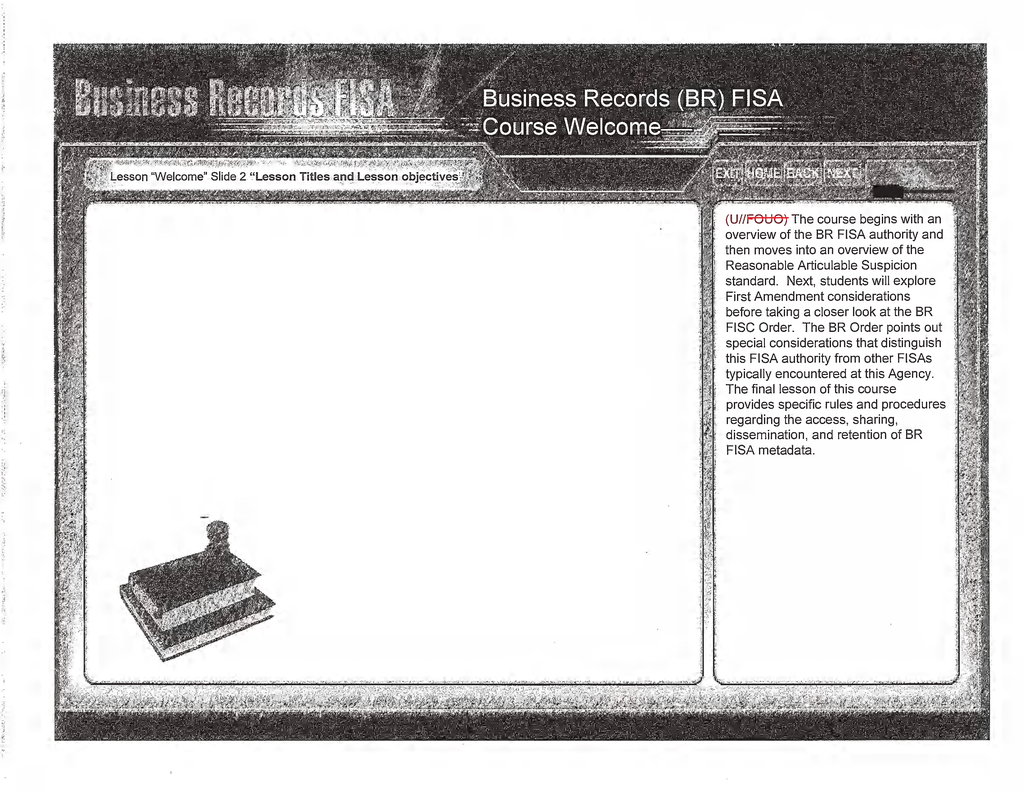 Business Records FISA
Business Records (BR) FISA
Course Welcome
Lesson "Welcome" Slide 2 "Lesson Titles and Lesson objectives"
EXIT HOME BACK NEXT
(U//FOUO) The course begins with an
overview of the BR FISA authority and
then moves into an overview of the
Reasonable Articulable Suspicion
standard. Next, students will explore
First Amendment considerations
before taking a closer look at the BR
FISC Order. The BR Order points out
special considerations that distinguish
this FISA authority from other FISAs
typically encountered at this Agency.
The final lesson of this course
provides specific rules and procedures
regarding the access, sharing,
dissemination, and retention of BR
FISA metadata.